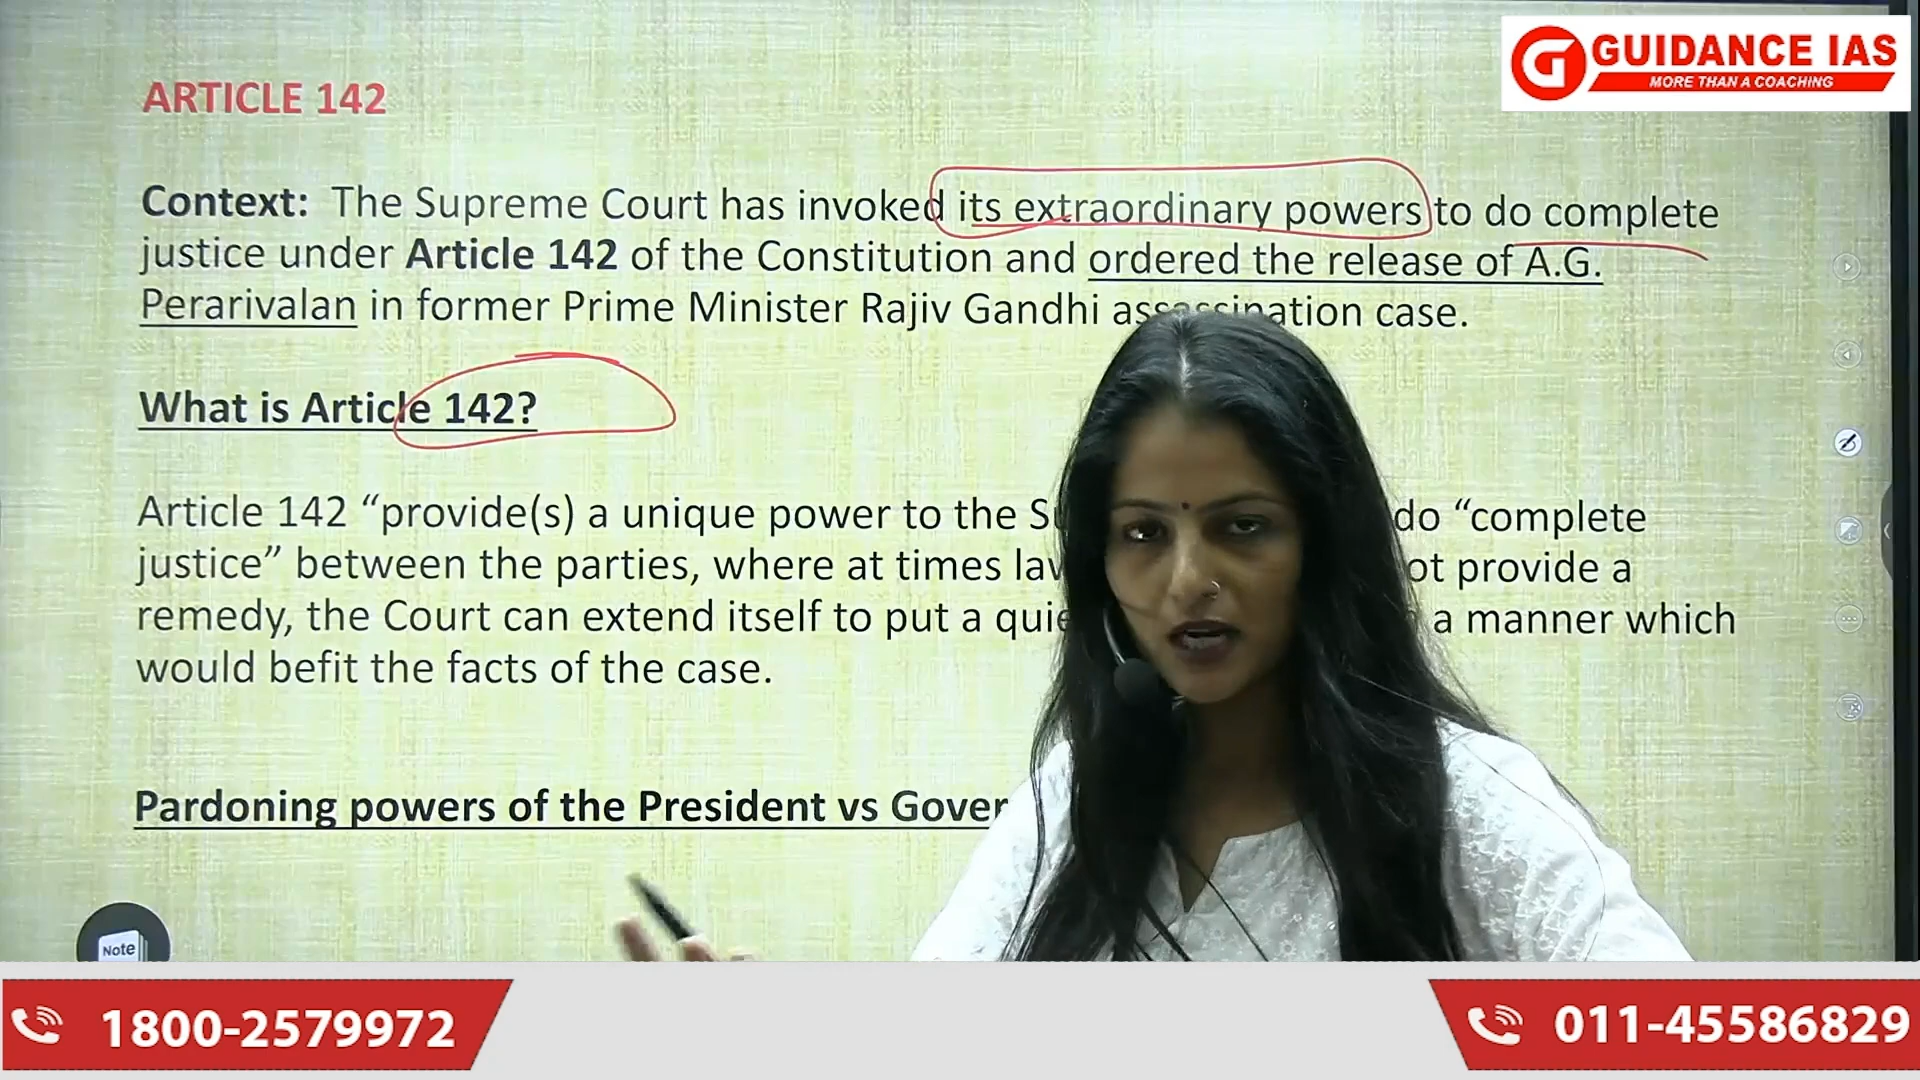 GUIDANCE IAS
MORE THAN A COACHING
ARTICLE 142
Context: The Supreme Court has invoked its extraordinary powers to do complete
justice under Article 142 of the Constitution and ordered the release of A.G.
Perarivalan in former Prime Minister Rajiv Gandhi assassination case.
What is Article 142?
Article 142 “provide(s) a unique power to the do “complete
justice” between the parties, where at times provide a
remedy, the Court can extend itself to put a a manner which
would befit the facts of the case.
Pardoning powers of the President vs
Note
1800-2579972
011-45586829